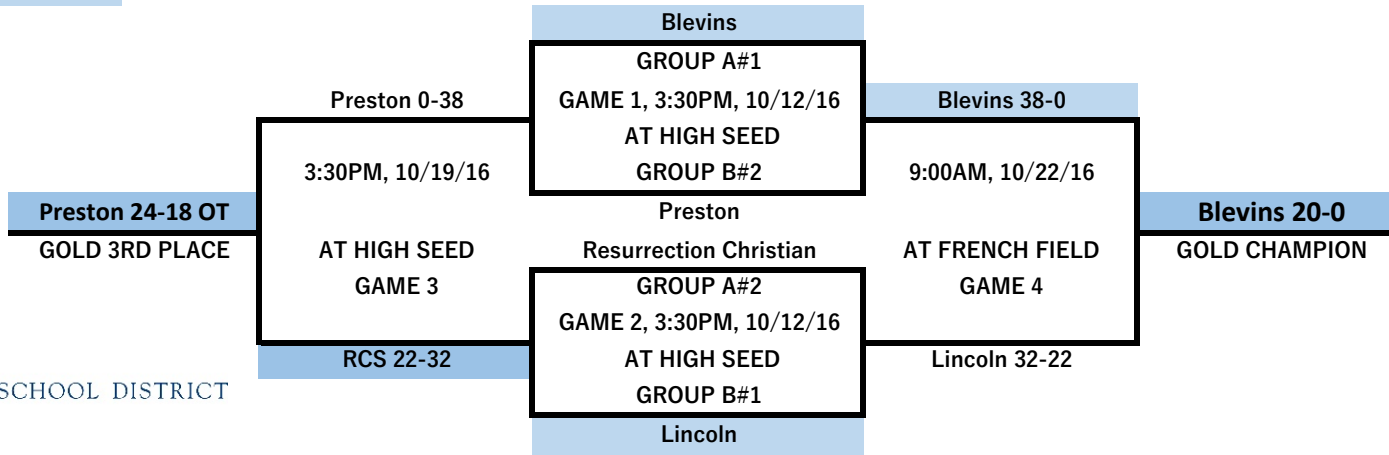 Blevins
GROUP A#1
Preston 0-38
GAME 1, 3:30PM, 10/12/16
Blevins 38-0
AT HIGH SEED
3:30PM, 10/19/16
GROUP B#2
9:00AM, 10/22/16
Preston 24-18 OT
Preston
Blevins 20-0
GOLD 3RD PLACE
AT HIGH SEED
Resurrection Christian
AT FRENCH FIELD
GOLD CHAMPION
GAME 3
GROUP A#2
GAME 4
GAME 2, 3:30PM, 10/12/16
RCS 22-32
AT HIGH SEED
Lincoln 32-22
SCHOOL DISTRICT
GROUP B#1
Lincoln